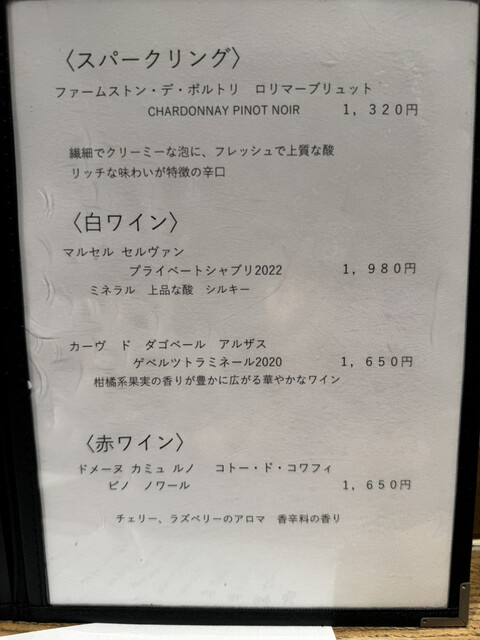 〈スパークリング〉
ファームストン・デ・ボルトリ ロリマーブリュット
CHARDONNAY PINOT NOIR 1,320円
繊細でクリーミーな泡に、フレッシュで上質な酸
リッチな味わいが特徴の辛口
〈白ワイン〉
マルセル セルヴァン
プライベートシャブリ2022 1,980円
ミネラル 上品な酸 シルキー
カーヴ ド ダゴベール アルザス
ゲベルツトラミネール2020 1,650円
柑橘系果実の香りが豊かに広がる華やかなワイン
〈赤ワイン〉
ドメーヌ カミュ ルノ コトー・ド・コワフィ
ピノ ノワール 1,650円
チェリー、ラズベリーのアロマ 香辛料の香り